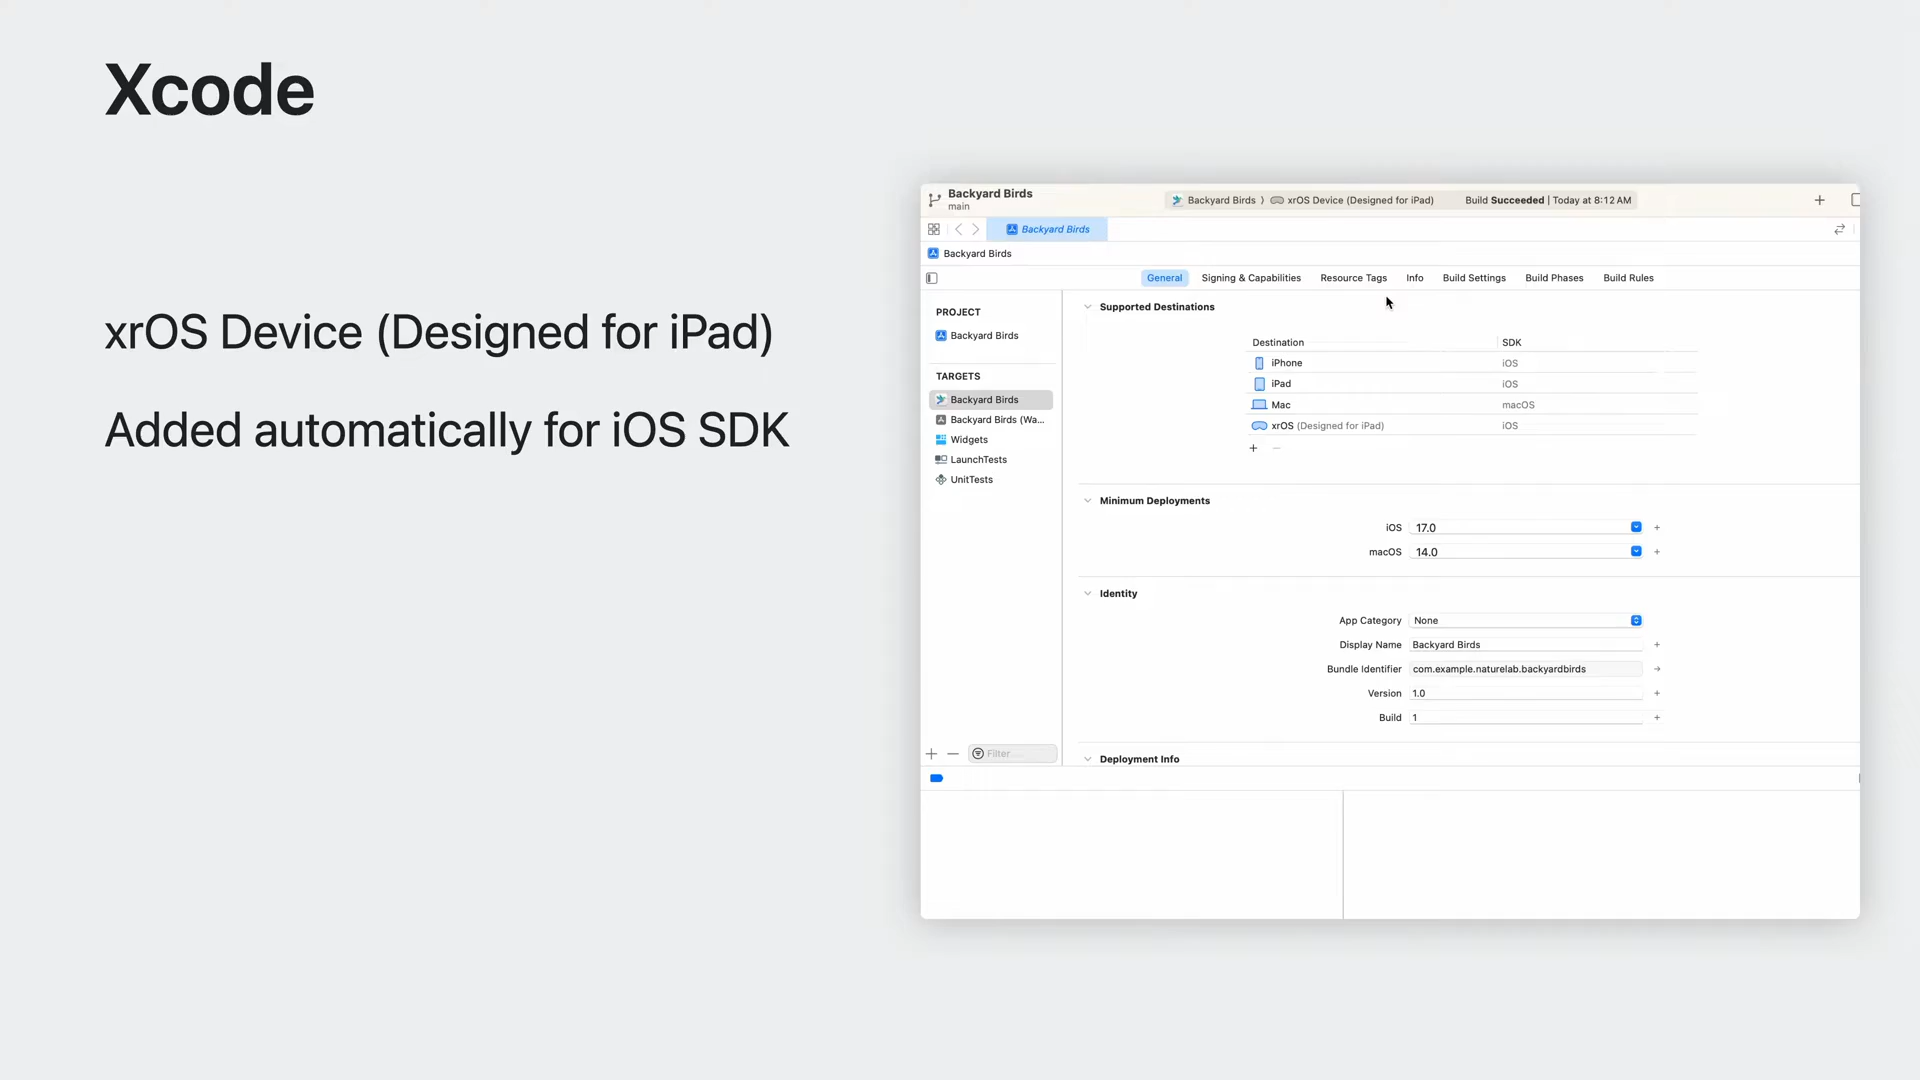 Xcode
xrOS Device (Designed for iPad)
Added automatically for iOS SDK
Backyard Birds
main
Backyard Birds 〉 xrOS Device (Designed for iPad)
Build Succeeded | Today at 8:12 AM
Backyard Birds
Backyard Birds
General Signing & Capabilities Resource Tags Info Build Settings Build Phases Build Rules
PROJECT
Backyard Birds
TARGETS
Backyard Birds
Backyard Birds (Wa...
Widgets
LaunchTests
UnitTests
Filter
Supported Destinations
Destination SDK
iPhone iOS
iPad iOS
Mac macOS
xrOS (Designed for iPad) iOS
Minimum Deployments
iOS 17.0
macOS 14.0
Identity
App Category None
Display Name Backyard Birds
Bundle Identifier com.example.naturelab.backyardbirds
Version 1.0
Build 1
Deployment Info